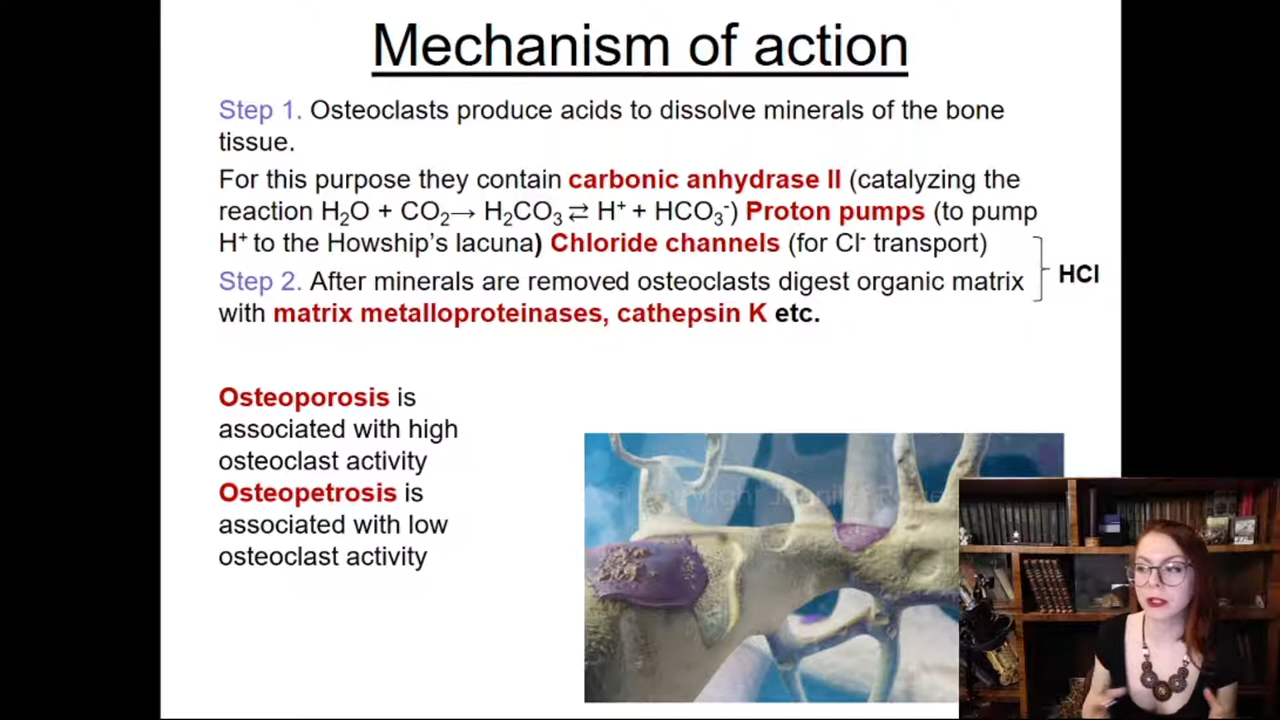 Mechanism of action
Step 1. Osteoclasts produce acids to dissolve minerals of the bone
tissue.
For this purpose they contain carbonic anhydrase II (catalyzing the
reaction H₂O + CO₂→ H₂CO₃ ⇄ H⁺ + HCO₃⁻) Proton pumps (to pump
H⁺ to the Howship’s lacuna) Chloride channels (for Cl⁻ transport)
HCl
Step 2. After minerals are removed osteoclasts digest organic matrix
with matrix metalloproteinases, cathepsin K etc.
Osteoporosis is
associated with high
osteoclast activity
Osteopetrosis is
associated with low
osteoclast activity
© Copyright